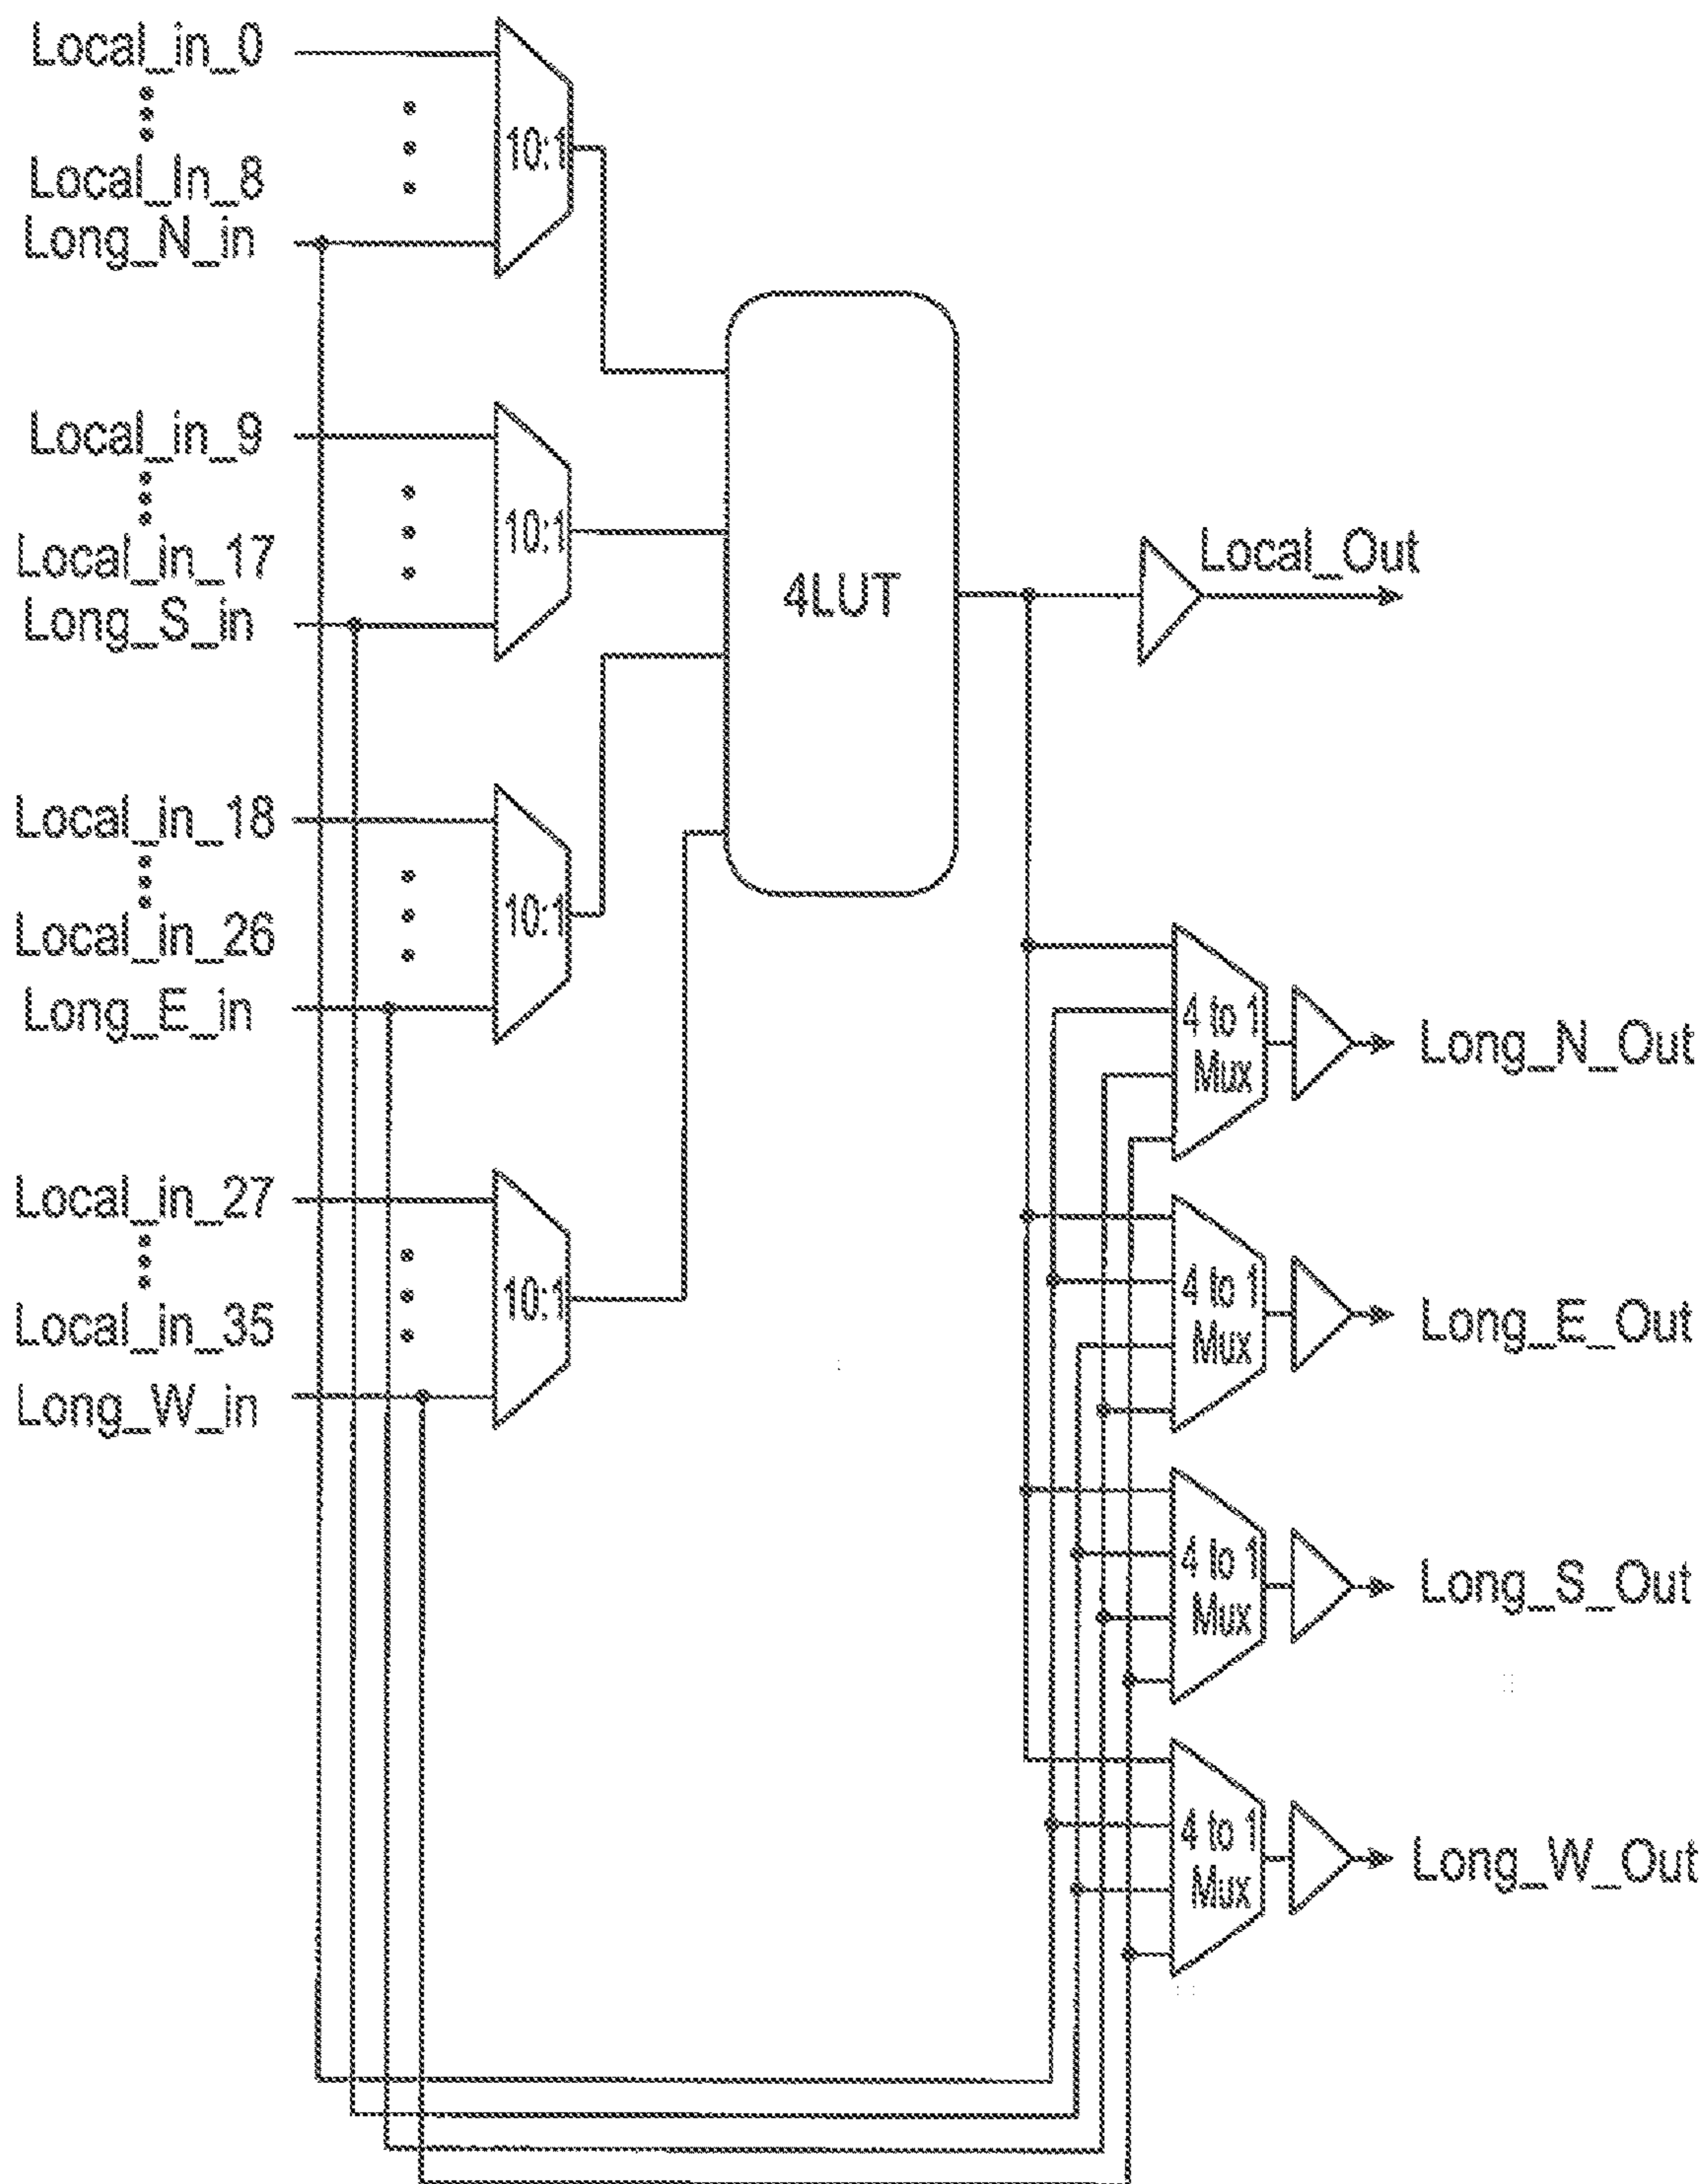 Local_in_0
Local_In_8
Long_N_in
10:1
Local_in_9
Local_in_17
Long_S_in
10:1
4LUT
Local_Out
Local_in_18
Local_in_26
Long_E_in
10:1
4 to 1
Mux
Long_N_Out
Local_in_27
Local_in_35
Long_W_in
10:1
4 to 1
Mux
Long_E_Out
4 to 1
Mux
Long_S_Out
4 to 1
Mux
Long_W_Out